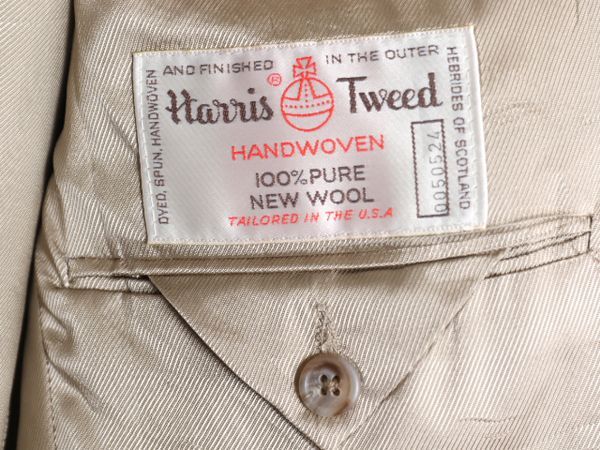 DYED, SPUN, HANDWOVEN
AND FINISHED IN THE OUTER
HEBRIDES OF SCOTLAND
Harris® Tweed
HANDWOVEN
100% PURE
NEW WOOL
TAILORED IN THE U.S.A
0050524